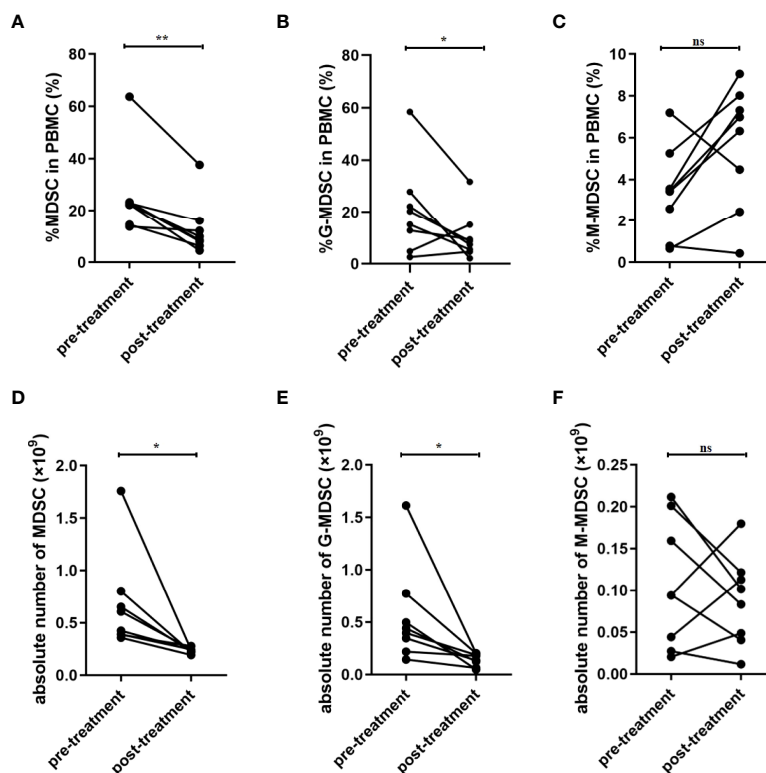 A
**
%MDSC in PBMC (%)
80
60
40
20
0
pre-treatment
post-treatment
B
*
%G-MDSC in PBMC (%)
80
60
40
20
0
pre-treatment
post-treatment
C
ns
%M-MDSC in PBMC (%)
10
8
6
4
2
0
pre-treatment
post-treatment
D
*
absolute number of MDSC (×10⁹)
2.0
1.5
1.0
0.5
0.0
pre-treatment
post-treatment
E
*
absolute number of G-MDSC (×10⁹)
2.0
1.5
1.0
0.5
0.0
pre-treatment
post-treatment
F
ns
absolute number of M-MDSC (×10⁹)
0.25
0.20
0.15
0.10
0.05
0.00
pre-treatment
post-treatment